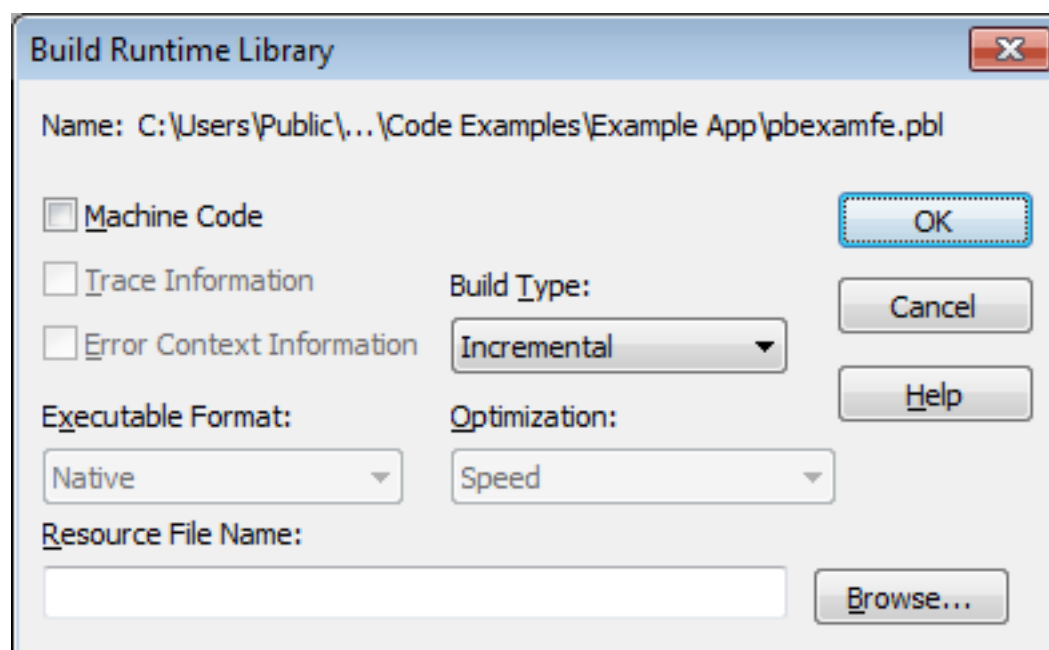 Build Runtime Library
Name: C:\Users\Public\...\Code Examples\Example App\pbexamfe.pbl
Machine Code
OK
Trace Information
Build Type:
Cancel
Error Context Information
Incremental
Help
Executable Format:
Optimization:
Native
Speed
Resource File Name:
Browse...